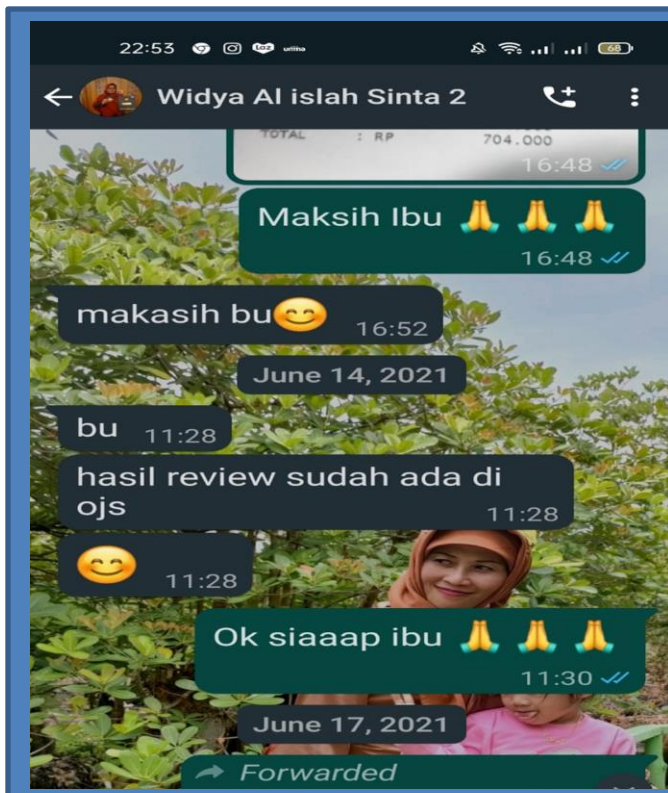 22:53
68
Widya Al islah Sinta 2
TOTAL : RP 704.000
16:48
Maksih Ibu 🙏 🙏 🙏
16:48
makasih bu😊 16:52
June 14, 2021
bu 11:28
hasil review sudah ada di
ojs 11:28
😊 11:28
Ok siaaap ibu 🙏 🙏 🙏
11:30
June 17, 2021
Forwarded